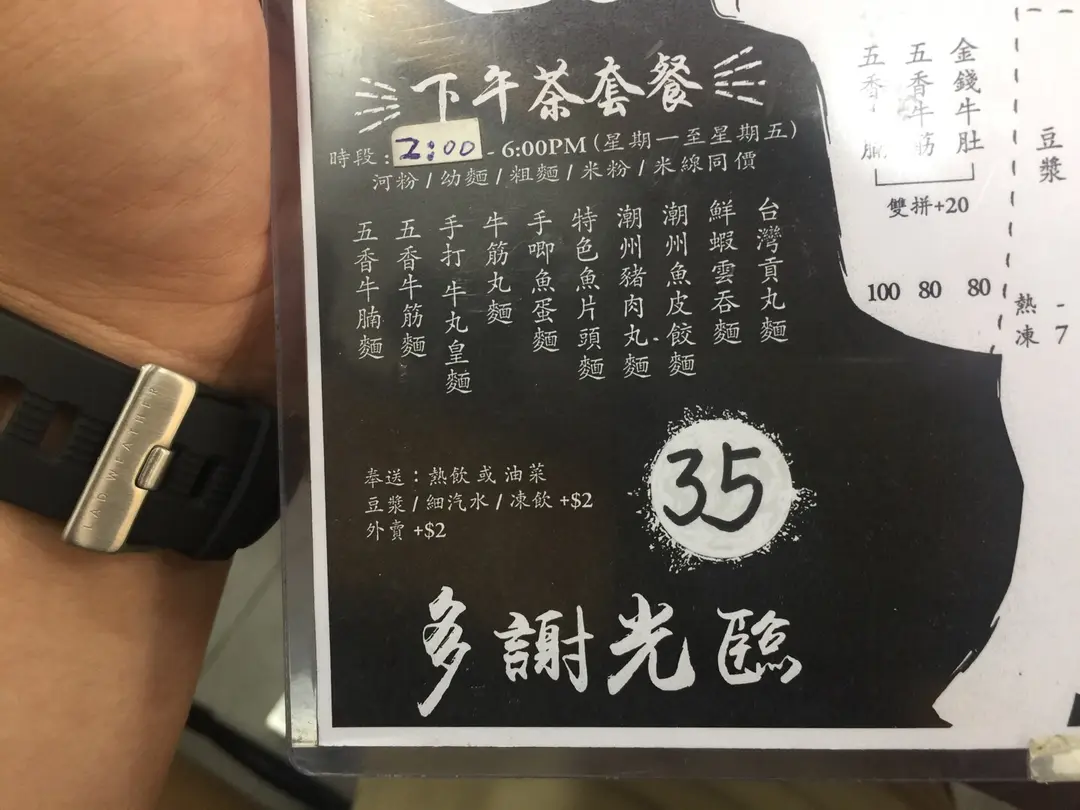 下午茶套餐
時段：2:00 - 6:00PM (星期一至星期五)
河粉 / 幼麵 / 粗麵 / 米粉 / 米線同價
台灣貢丸麵
鮮蝦雲吞麵
潮州魚皮餃麵
潮州豬肉丸麵
特色魚片頭麵
手唧魚蛋麵
牛筋丸麵
手打牛丸皇麵
五香牛筋麵
五香牛腩麵
35
奉送：熱飲 或 油菜
豆漿 / 細汽水 / 凍飲 +$2
外賣 +$2
多謝光臨
金錢牛肚
五香牛筋
五香 腩
雙拼+20
100 80 80
豆漿
熱 -
凍 7
LAD WEATHER